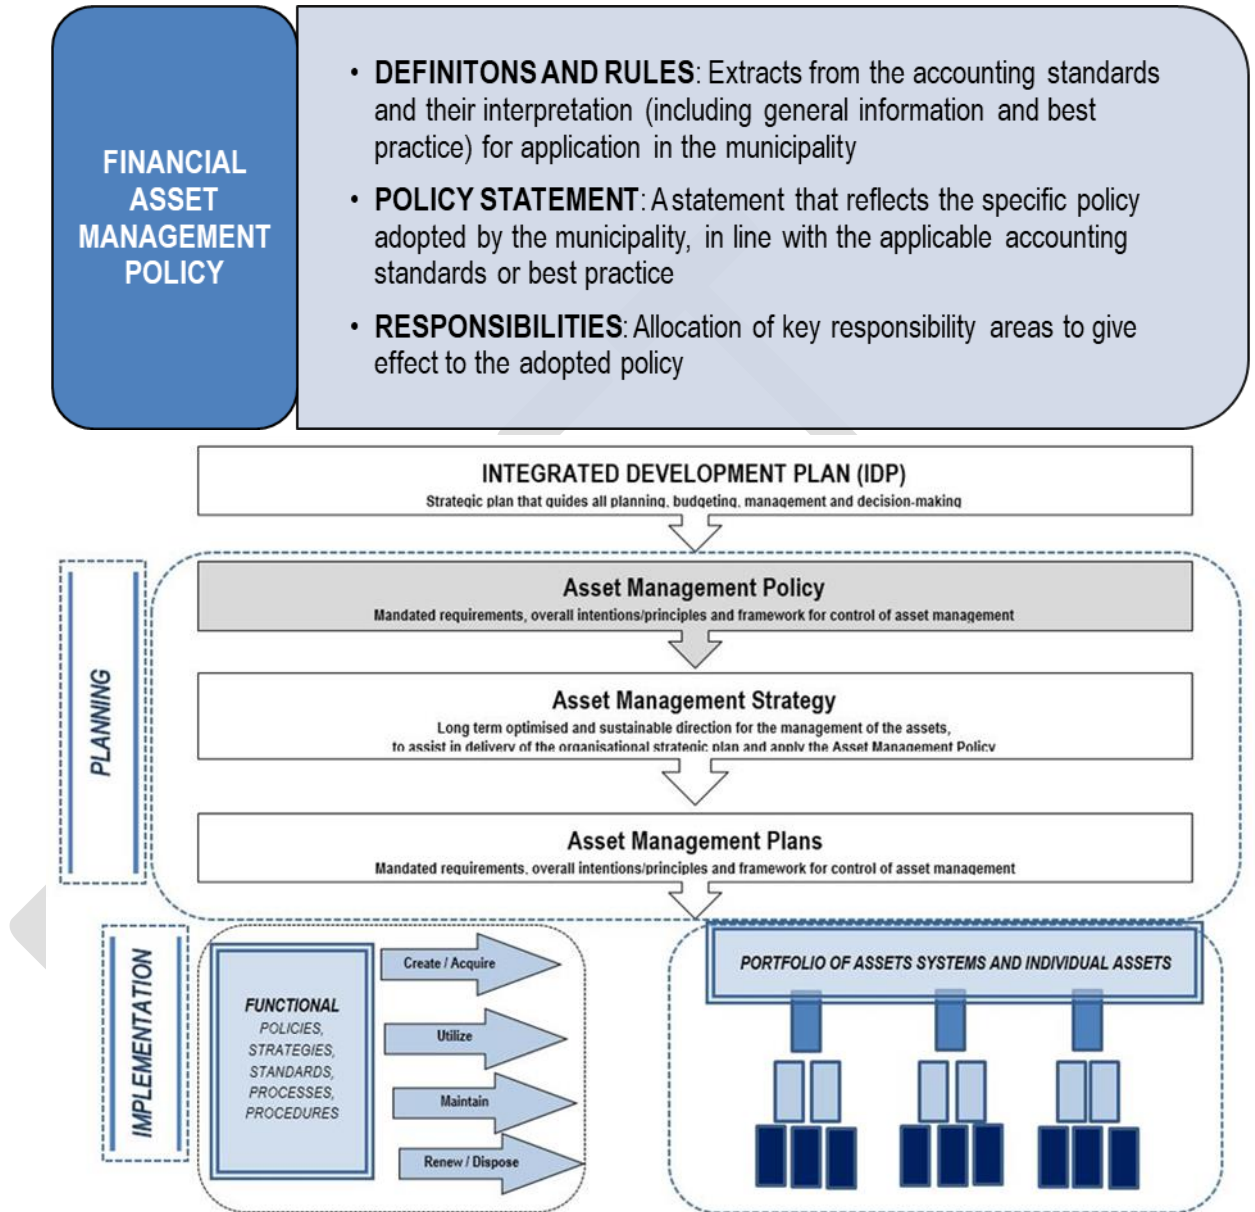 FINANCIAL
ASSET
MANAGEMENT
POLICY
• DEFINITONS AND RULES: Extracts from the accounting standards
and their interpretation (including general information and best
practice) for application in the municipality
• POLICY STATEMENT: A statement that reflects the specific policy
adopted by the municipality, in line with the applicable accounting
standards or best practice
• RESPONSIBILITIES: Allocation of key responsibility areas to give
effect to the adopted policy
INTEGRATED DEVELOPMENT PLAN (IDP)
Strategic plan that guides all planning, budgeting, management and decision-making
PLANNING
Asset Management Policy
Mandated requirements, overall intentions/principles and framework for control of asset management
Asset Management Strategy
Long term optimised and sustainable direction for the management of the assets,
to assist in delivery of the organisational strategic plan and apply the Asset Management Policy
Asset Management Plans
Mandated requirements, overall intentions/principles and framework for control of asset management
IMPLEMENTATION
FUNCTIONAL
POLICIES,
STRATEGIES,
STANDARDS,
PROCESSES,
PROCEDURES
Create / Acquire
Utilize
Maintain
Renew / Dispose
PORTFOLIO OF ASSETS SYSTEMS AND INDIVIDUAL ASSETS